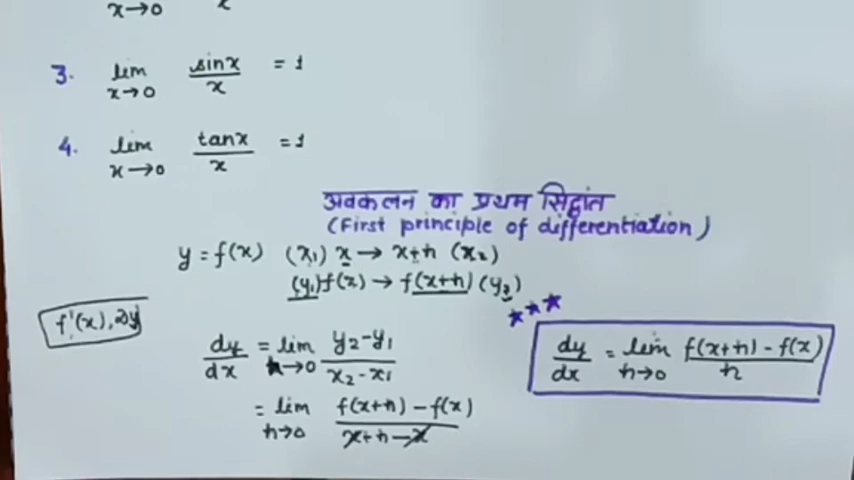 x→0 x
3. lim x→0 sinx/x = 1
4. lim x→0 tanx/x = 1
अवकलन का प्रथम सिद्धांत
(First principle of differentiation)
y = f(x) (x₁) x → x+h (x₂)
(y₁) f(x) → f(x+h) (y₂)
f'(x), Dy
dy/dx = lim h→0 y₂-y₁/x₂-x₁
= lim h→0 f(x+h) - f(x)/x+h-x
*** dy/dx = lim h→0 f(x+h) - f(x)/h